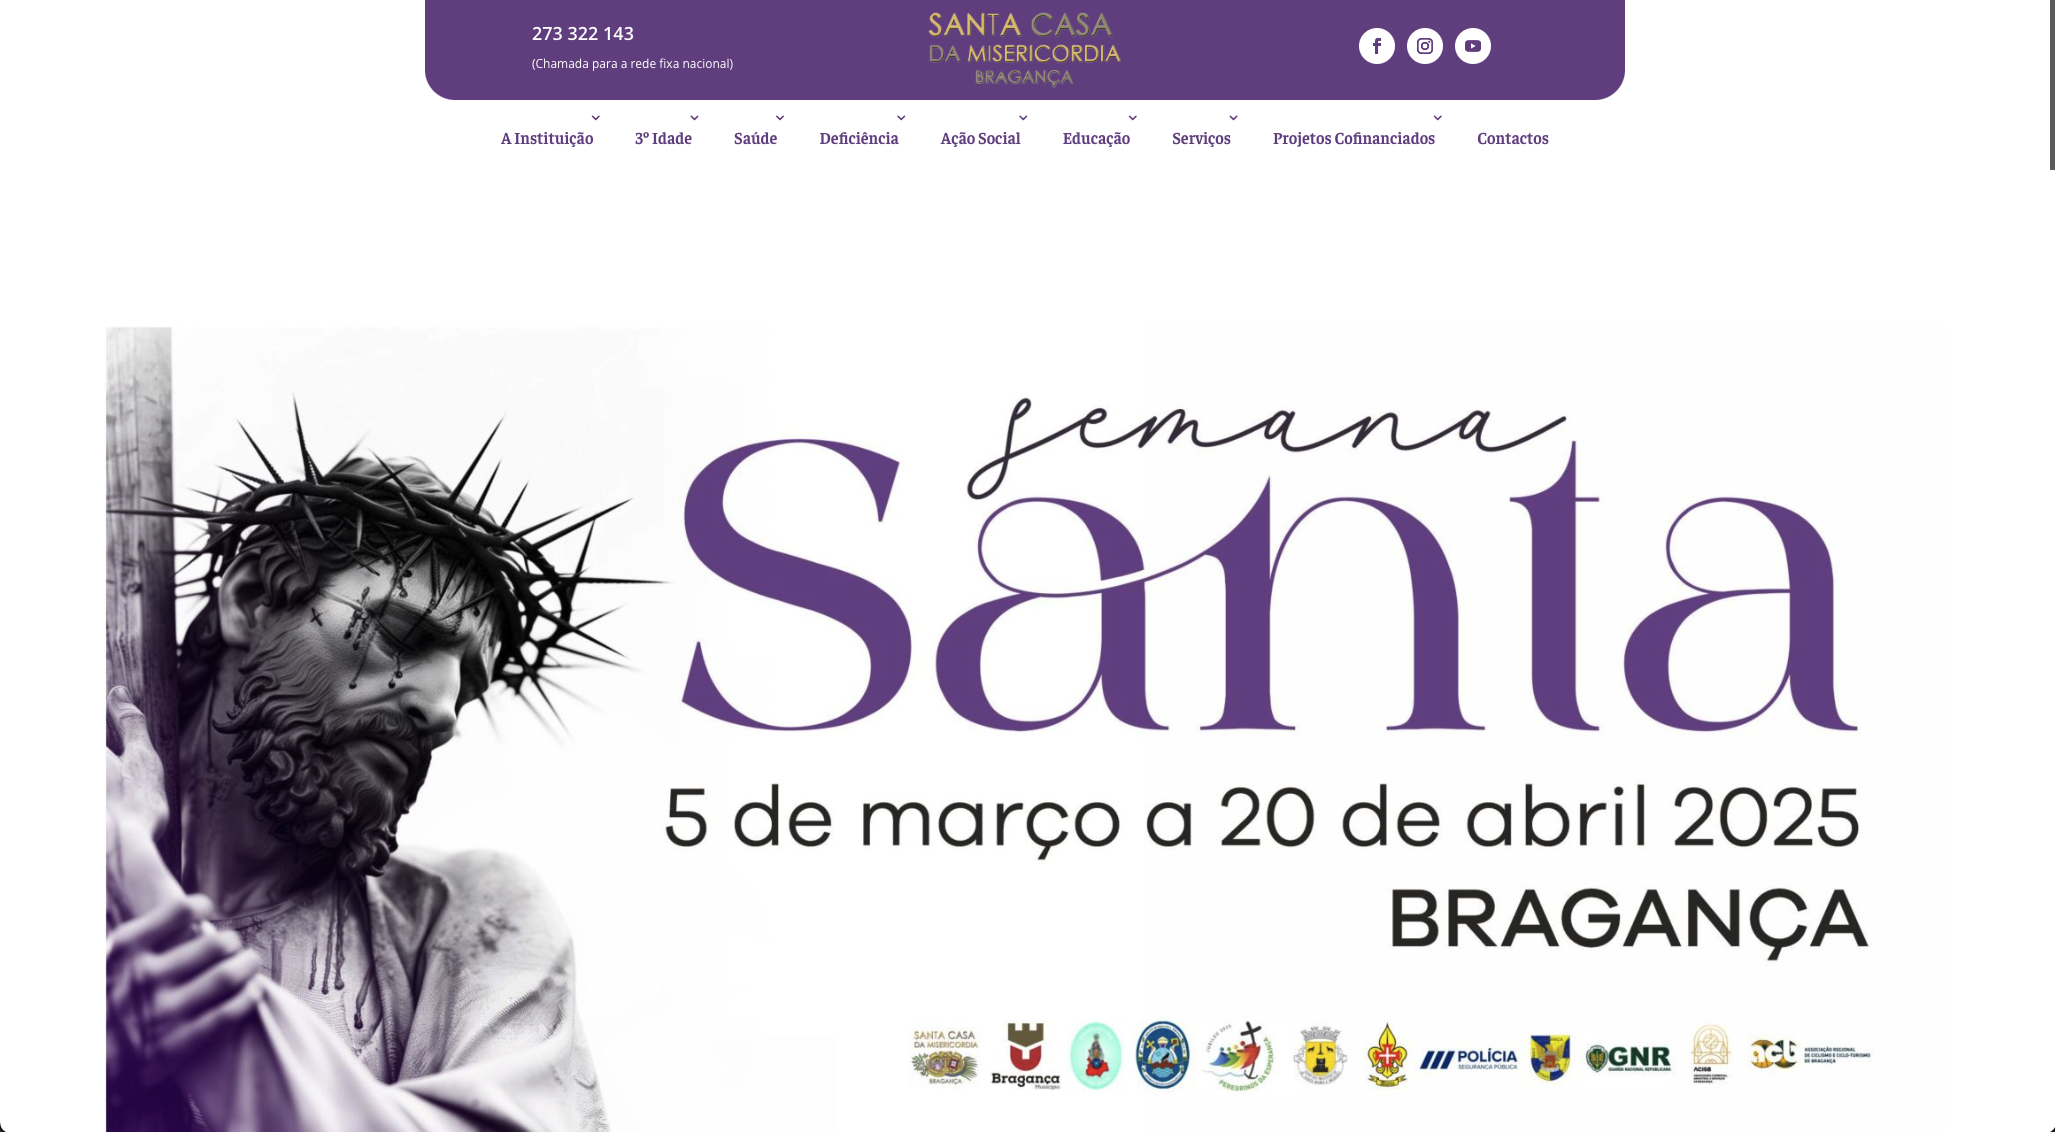 273 322 143
(Chamada para a rede fixa nacional)
SANTA CASA
DA MISERICORDIA
BRAGANÇA
A Instituição 3º Idade Saúde Deficiência Ação Social Educação Serviços Projetos Cofinanciados Contactos
semana
Santa
5 de março a 20 de abril 2025
BRAGANÇA
SANTA CASA
DA MISERICORDIA
BRAGANÇA
Bragança
Município
JUBILEU 2025
PEREGRINOS DA ESPERANÇA
POLÍCIA
SEGURANÇA PÚBLICA
GNR
GUARDA NACIONAL REPUBLICANA
ACISB
ASSOCIAÇÃO REGIONAL
DE CICLISMO E CICLO-TURISMO
DE BRAGANÇA